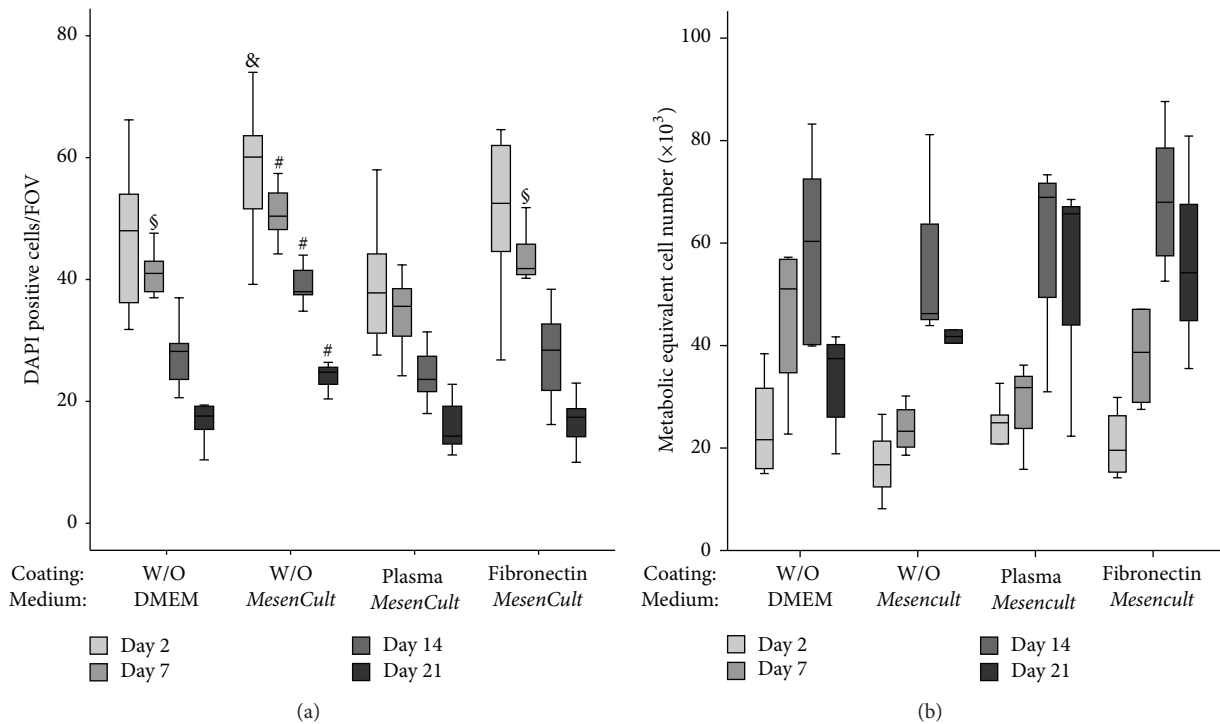 80
60
40
20
0
DAPI positive cells/FOV
&
§
#
#
#
§
Coating: W/O W/O Plasma Fibronectin
Medium: DMEM MesenCult MesenCult MesenCult
Day 2 Day 14
Day 7 Day 21
(a)
100
80
60
40
20
0
Metabolic equivalent cell number (×10³)
Coating: W/O W/O Plasma Fibronectin
Medium: DMEM Mesencult Mesencult Mesencult
Day 2 Day 14
Day 7 Day 21
(b)